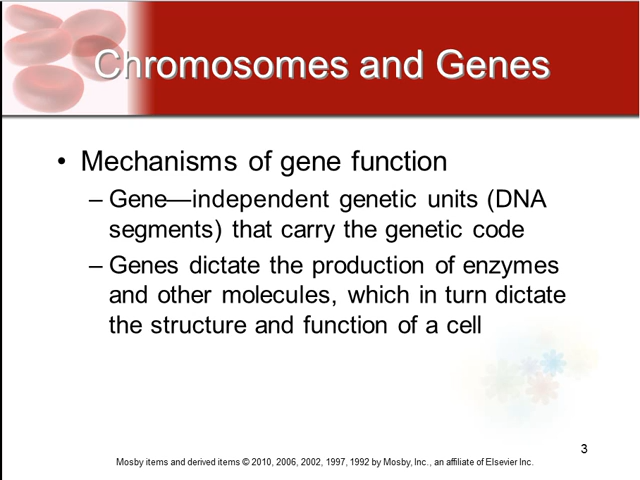 Chromosomes and Genes
• Mechanisms of gene function
– Gene—independent genetic units (DNA
segments) that carry the genetic code
– Genes dictate the production of enzymes
and other molecules, which in turn dictate
the structure and function of a cell
3
Mosby items and derived items © 2010, 2006, 2002, 1997, 1992 by Mosby, Inc., an affiliate of Elsevier Inc.